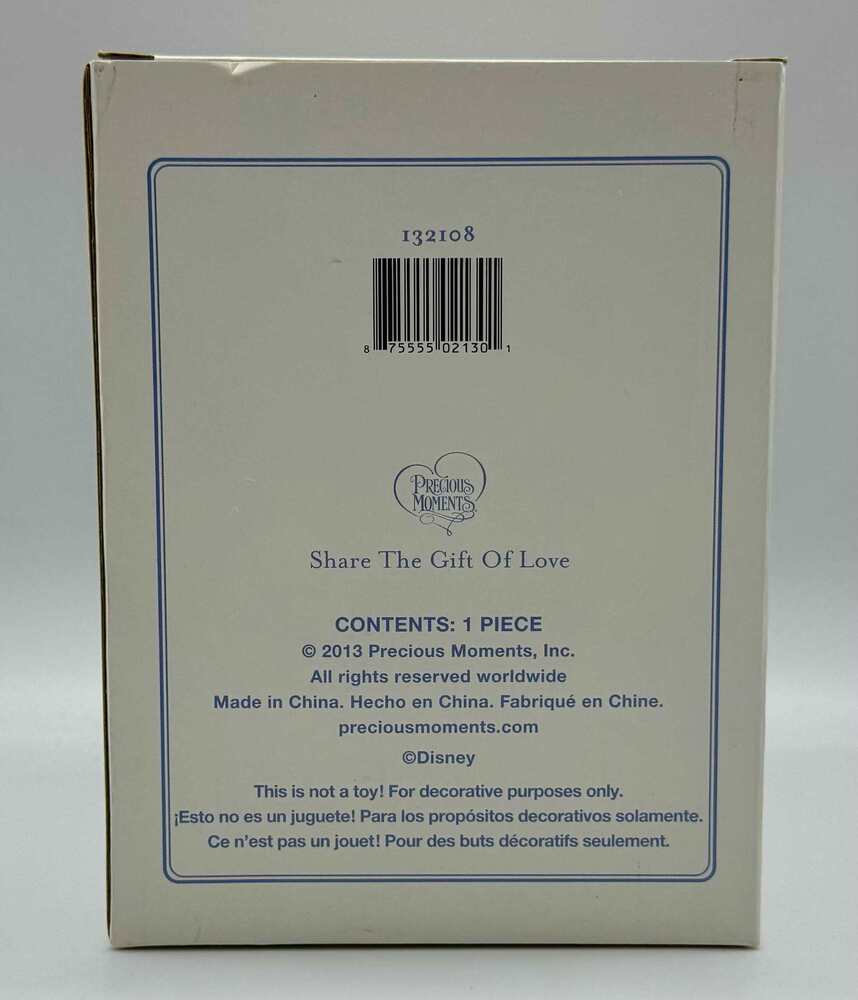 132108
8 75555 02130 1
PRECIOUS
MOMENTS
Share The Gift Of Love
CONTENTS: 1 PIECE
© 2013 Precious Moments, Inc.
All rights reserved worldwide
Made in China. Hecho en China. Fabriqué en Chine.
preciousmoments.com
©Disney
This is not a toy! For decorative purposes only.
¡Esto no es un juguete! Para los propósitos decorativos solamente.
Ce n'est pas un jouet! Pour des buts décoratifs seulement.